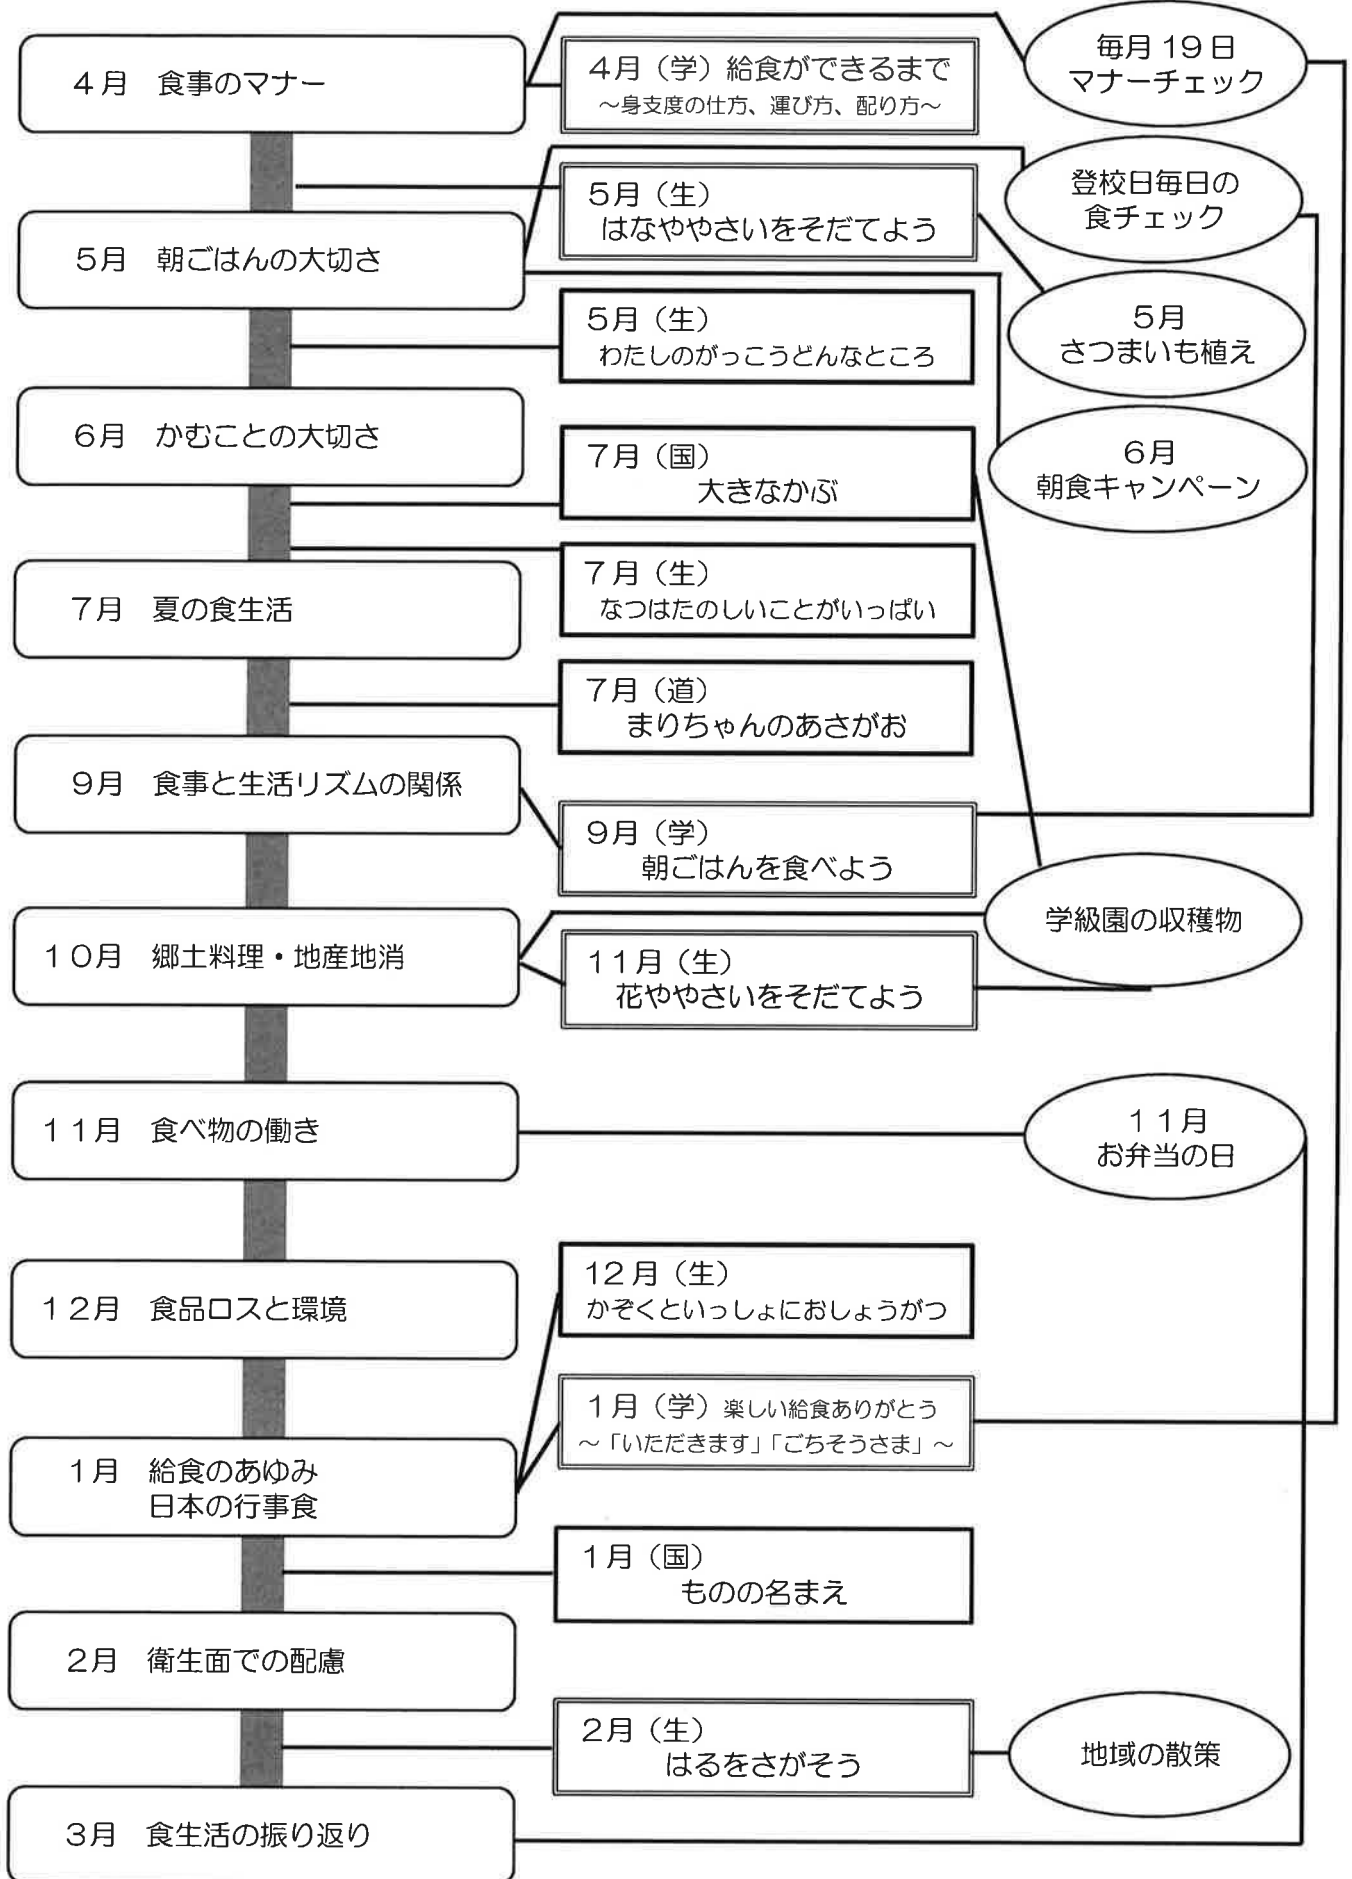 4月 食事のマナー
4月（学）給食ができるまで
～身支度の仕方、運び方、配り方～
毎月19日
マナーチェック
5月（生）
はなややさいをそだてよう
登校日毎日の
食チェック
5月 朝ごはんの大切さ
5月（生）
わたしのがっこうどんなところ
5月
さつまいも植え
6月 かむことの大切さ
7月（国）
大きなかぶ
6月
朝食キャンペーン
7月（生）
なつはたのしいことがいっぱい
7月 夏の食生活
7月（道）
まりちゃんのあさがお
9月 食事と生活リズムの関係
9月（学）
朝ごはんを食べよう
学級園の収穫物
10月 郷土料理・地産地消
11月（生）
花ややさいをそだてよう
11月 食べ物の働き
11月
お弁当の日
12月（生）
かぞくといっしょにおしょうがつ
12月 食品ロスと環境
1月（学）楽しい給食ありがとう
～「いただきます」「ごちそうさま」～
1月 給食のあゆみ
日本の行事食
1月（国）
ものの名まえ
2月 衛生面での配慮
2月（生）
はるをさがそう
地域の散策
3月 食生活の振り返り